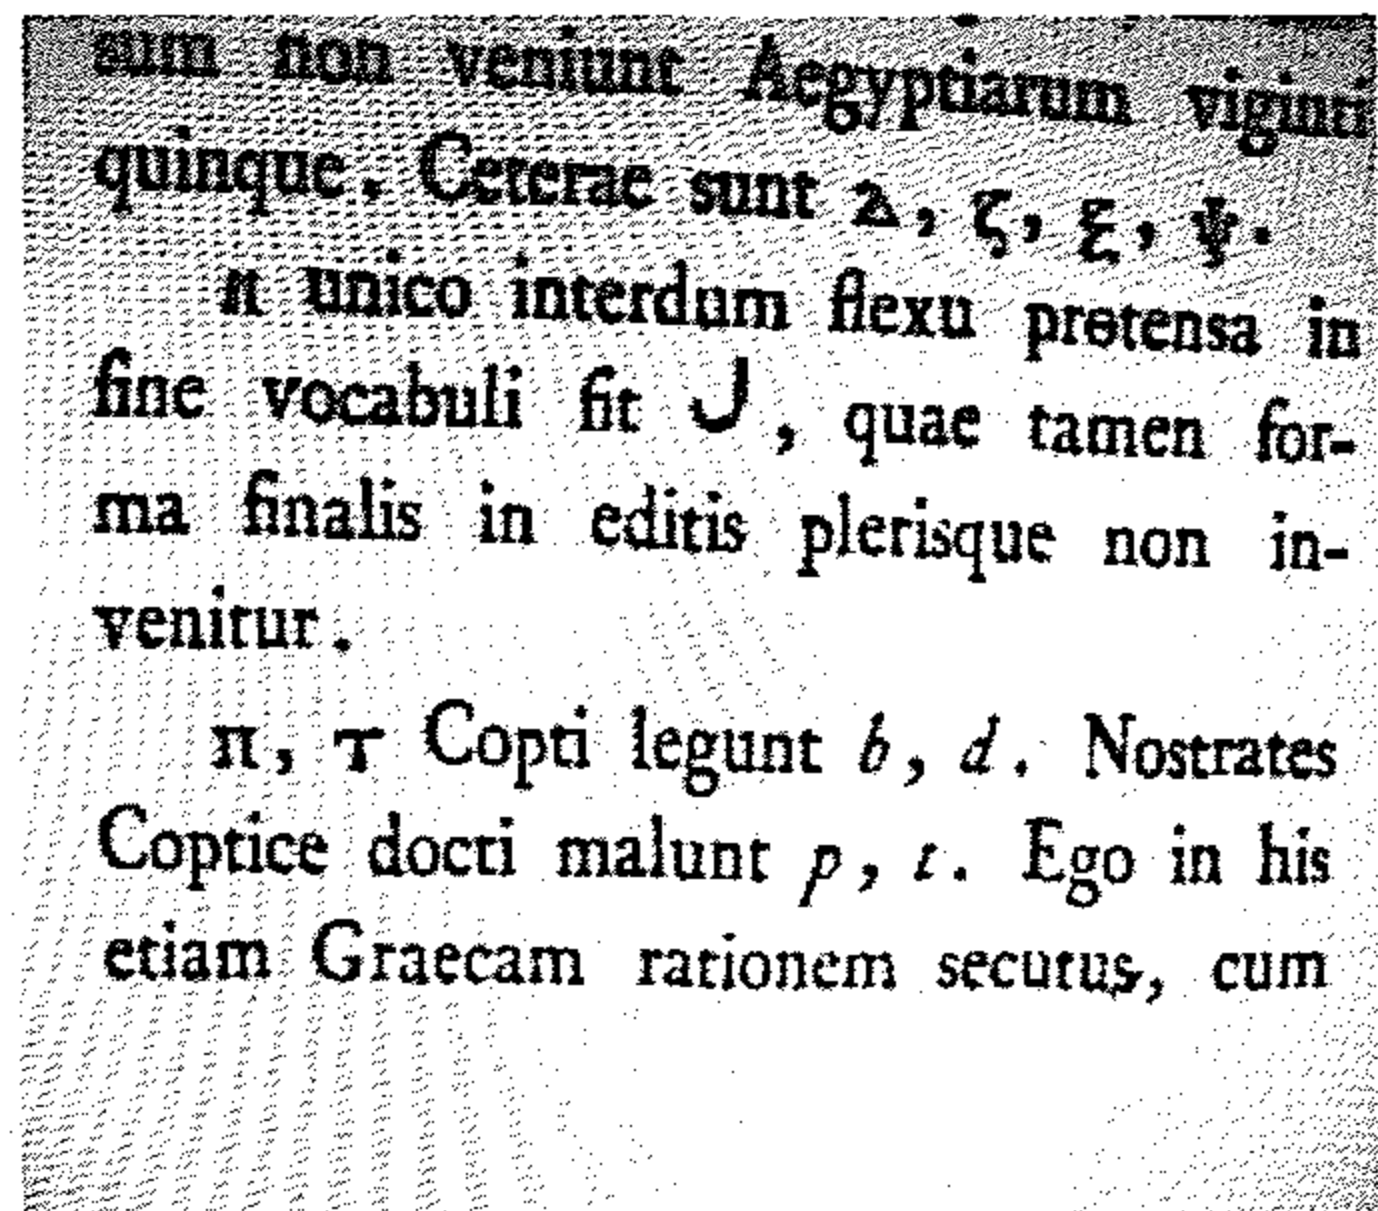 sum non veniunt Aegyptiarum viginti
quinque. Ceterae sunt ⲇ, ⲍ, ⲝ, ⲯ.
ⲛ unico interdum flexu protensa in
fine vocabuli fit , quae tamen for-
ma finalis in editis plerisque non in-
venitur.
ⲡ, ⲧ Copti legunt b, d. Nostrates
Coptice docti malunt p, t. Ego in his
etiam Graecam rationem secutus, cum